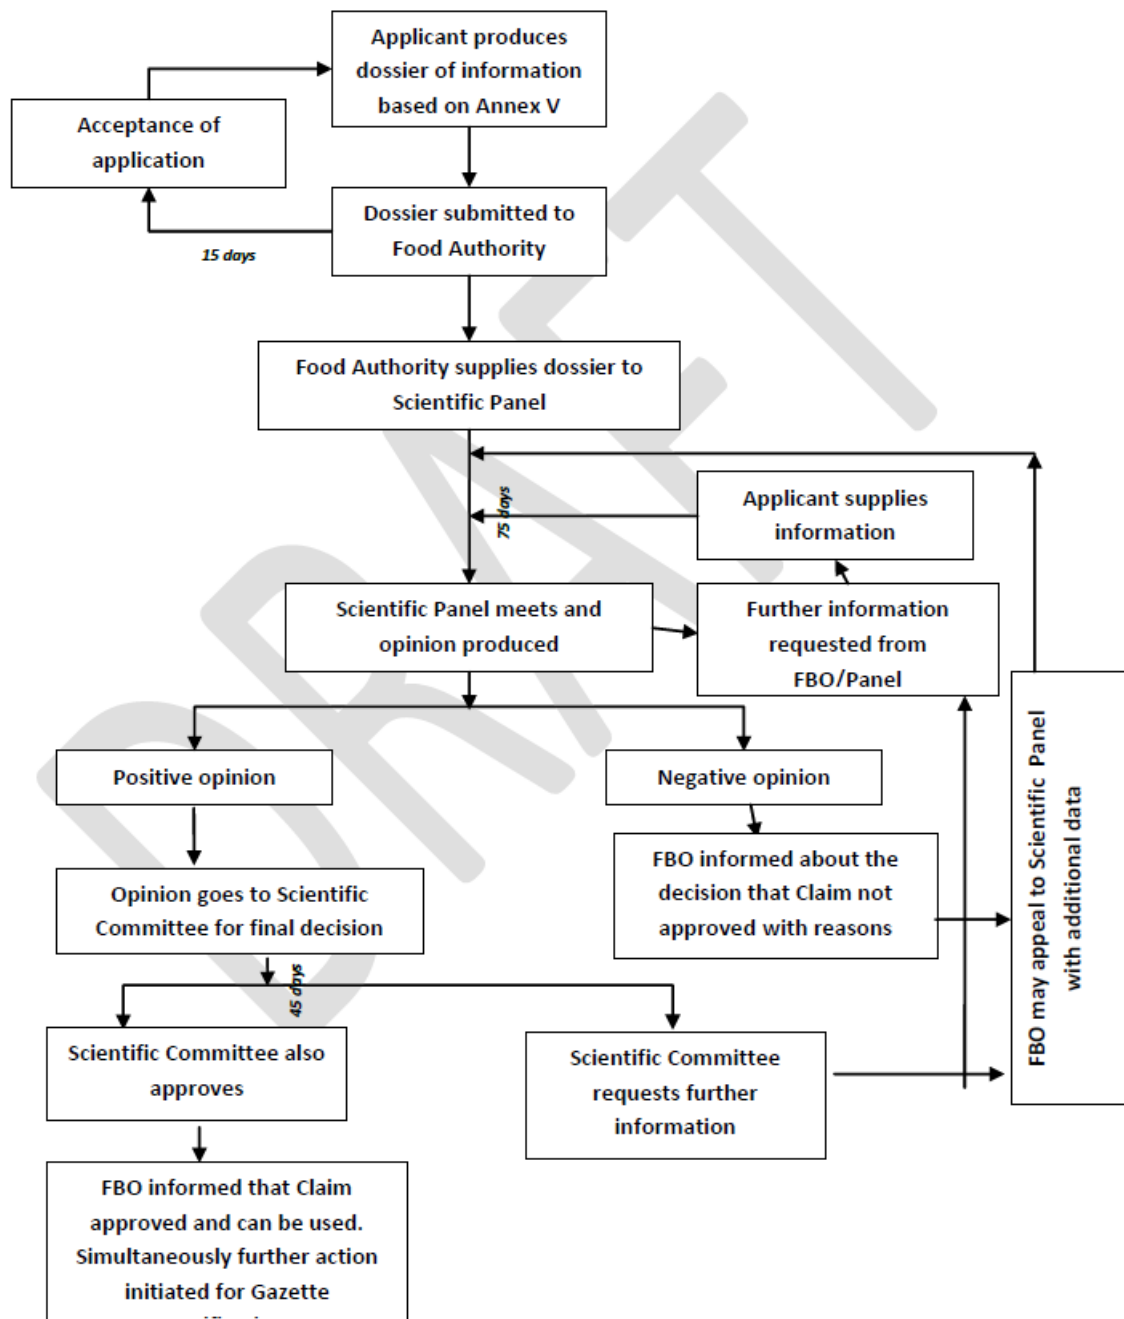 Applicant produces
dossier of information
based on Annex V
Acceptance of
application
Dossier submitted to
Food Authority
15 days
Food Authority supplies dossier to
Scientific Panel
75 days
Applicant supplies
information
Scientific Panel meets and
opinion produced
Further information
requested from
FBO/Panel
FBO may appeal to Scientific Panel
with additional data
Positive opinion
Negative opinion
FBO informed about the
decision that Claim not
approved with reasons
Opinion goes to Scientific
Committee for final decision
45 days
Scientific Committee also
approves
Scientific Committee
requests further
information
FBO informed that Claim
approved and can be used.
Simultaneously further action
initiated for Gazette
DRAFT